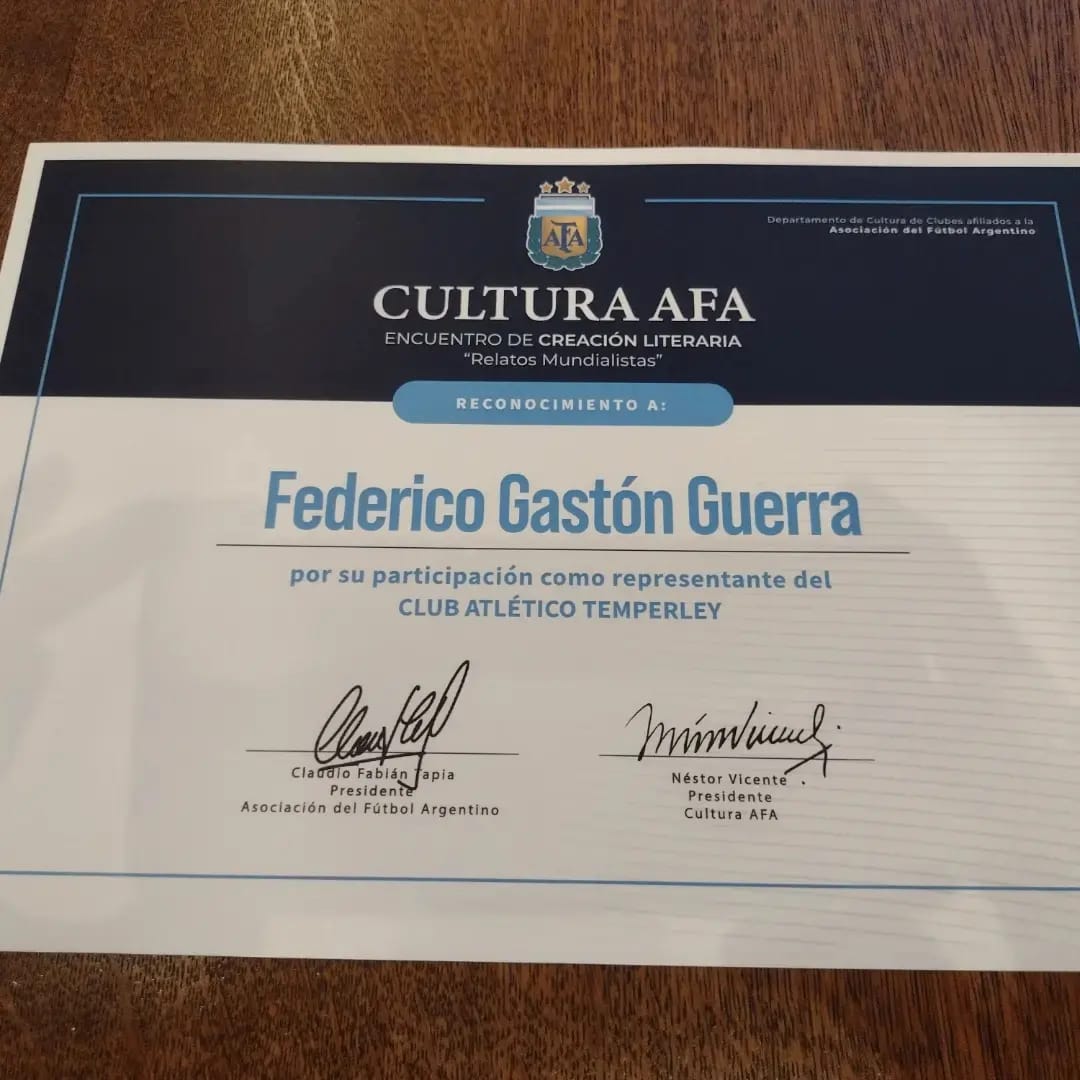 AFA
Departamento de Cultura de Clubes afiliados a la
Asociación del Fútbol Argentino
CULTURA AFA
ENCUENTRO DE CREACIÓN LITERARIA
“Relatos Mundialistas”
RECONOCIMIENTO A:
Federico Gastón Guerra
por su participación como representante del
CLUB ATLÉTICO TEMPERLEY
Claudio Fabián Tapia
Presidente
Asociación del Fútbol Argentino
Néstor Vicente
Presidente
Cultura AFA